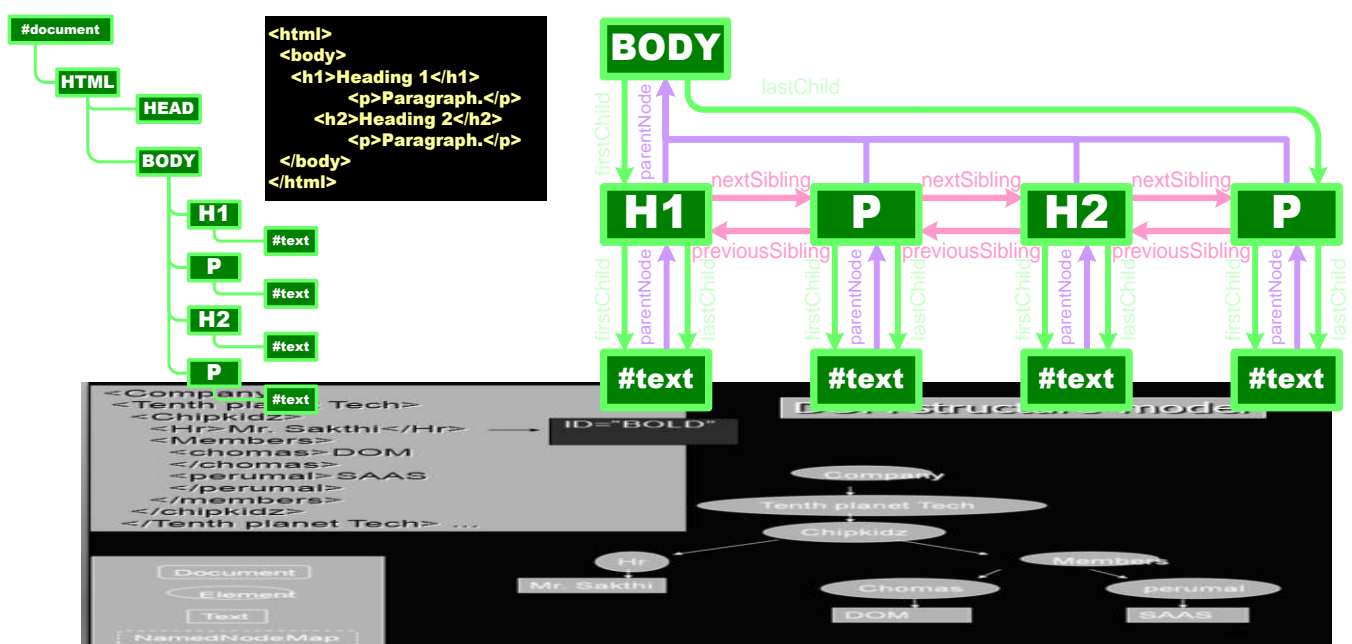 #document
HTML
HEAD
BODY
H1
#text
P
#text
H2
#text
P
#text
<html>
<body>
<h1>Heading 1</h1>
<p>Paragraph.</p>
<h2>Heading 2</h2>
<p>Paragraph.</p>
</body>
</html>
BODY
lastChild
firstChild
parentNode
nextSibling
nextSibling
nextSibling
H1
P
H2
P
previousSibling
previousSibling
previousSibling
firstChild
parentNode
lastChild
firstChild
parentNode
lastChild
firstChild
parentNode
lastChild
firstChild
parentNode
lastChild
#text
#text
#text
#text
<Company
<Tenth planet Tech>
<Chipkidz>
<Hr>Mr. Sakthi</Hr>
<Members>
<chomas>DOM
</chomas>
<perumal>SAAS
</perumal>
</members>
</chipkidz>
</Tenth planet Tech> ...
ID="BOLD"
DOM structure model
Company
Tenth planet Tech
Chipkidz
Hr
Members
Mr. Sakthi
Chomas
perumal
DOM
SAAS
Document
Element
Text
NamedNodeMap